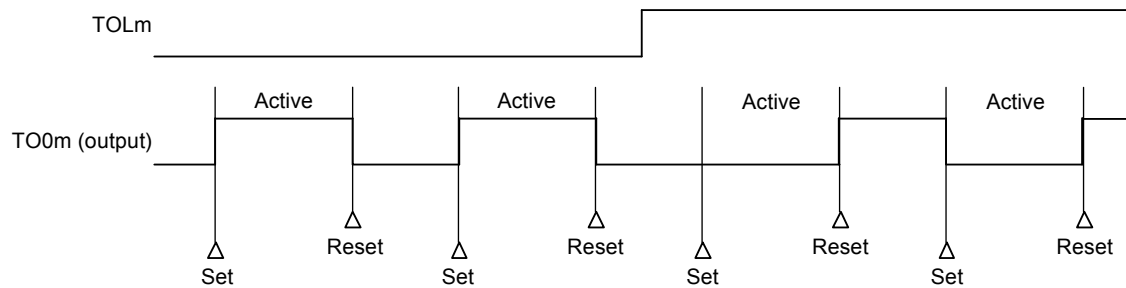 TOLm
Active
Active
Active
Active
TO0m (output)
Reset
Reset
Reset
Reset
Set
Set
Set
Set